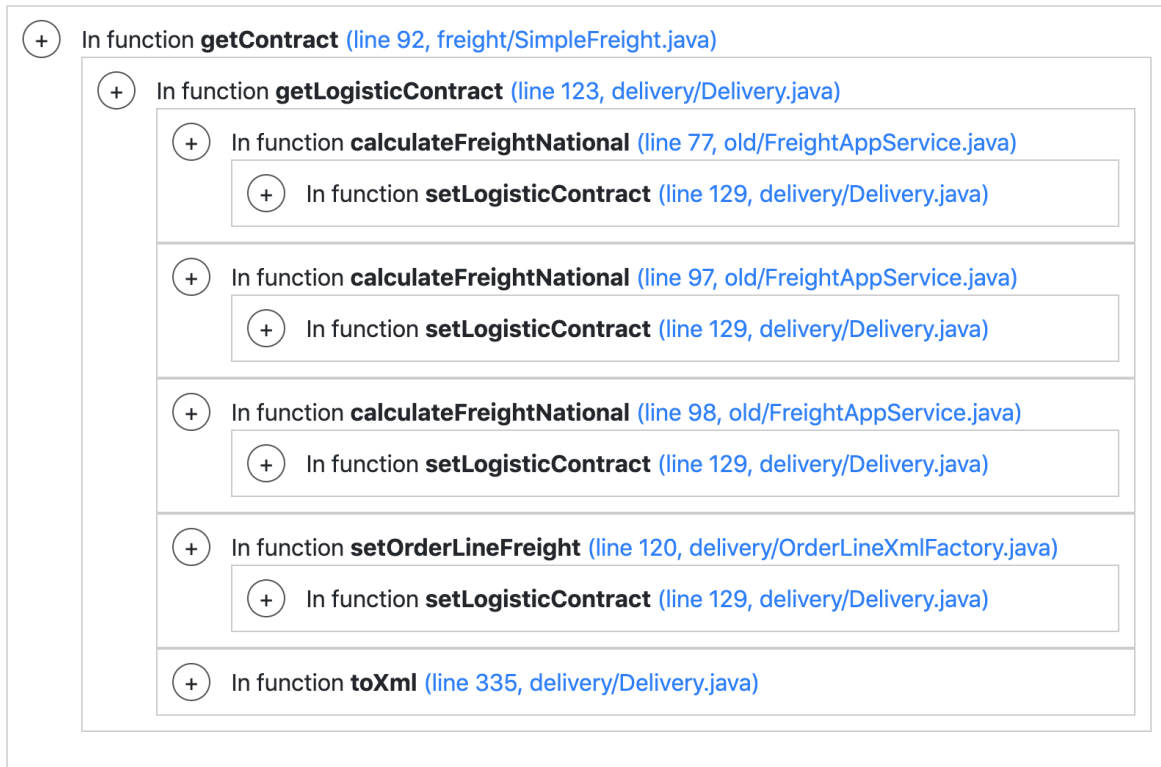 + In function getContract (line 92, freight/SimpleFreight.java)
+ In function getLogisticContract (line 123, delivery/Delivery.java)
+ In function calculateFreightNational (line 77, old/FreightAppService.java)
+ In function setLogisticContract (line 129, delivery/Delivery.java)
+ In function calculateFreightNational (line 97, old/FreightAppService.java)
+ In function setLogisticContract (line 129, delivery/Delivery.java)
+ In function calculateFreightNational (line 98, old/FreightAppService.java)
+ In function setLogisticContract (line 129, delivery/Delivery.java)
+ In function setOrderLineFreight (line 120, delivery/OrderLineXmlFactory.java)
+ In function setLogisticContract (line 129, delivery/Delivery.java)
+ In function toXml (line 335, delivery/Delivery.java)